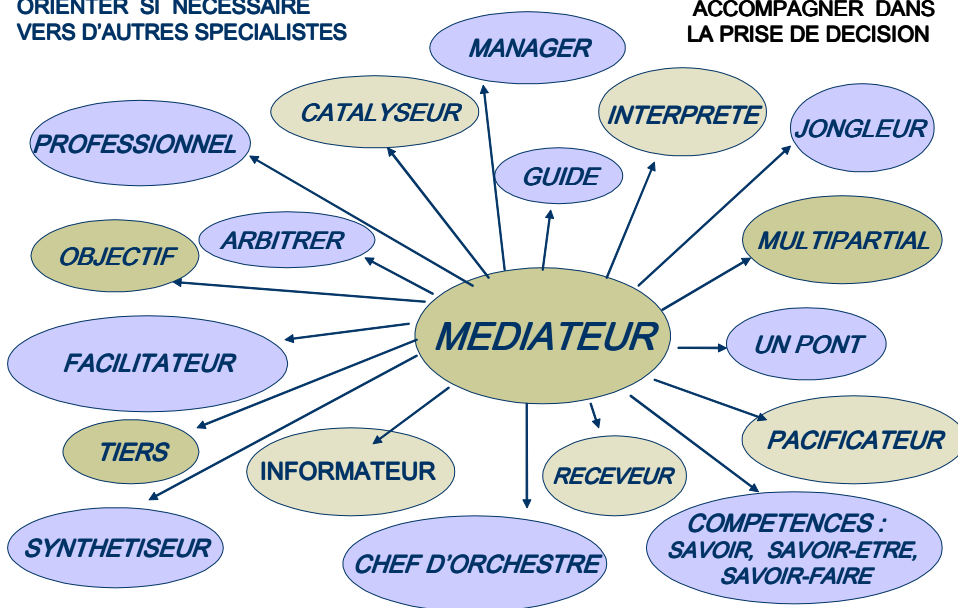 ORIENTER SI NECESSAIRE
VERS D'AUTRES SPECIALISTES
ACCOMPAGNER DANS
LA PRISE DE DECISION
MANAGER
CATALYSEUR
INTERPRETE
JONGLEUR
PROFESSIONNEL
GUIDE
ARBITRER
MULTIPARTIAL
OBJECTIF
MEDIATEUR
UN PONT
FACILITATEUR
PACIFICATEUR
TIERS
INFORMATEUR
RECEVEUR
SYNTHETISEUR
CHEF D'ORCHESTRE
COMPETENCES :
SAVOIR, SAVOIR-ETRE,
SAVOIR-FAIRE